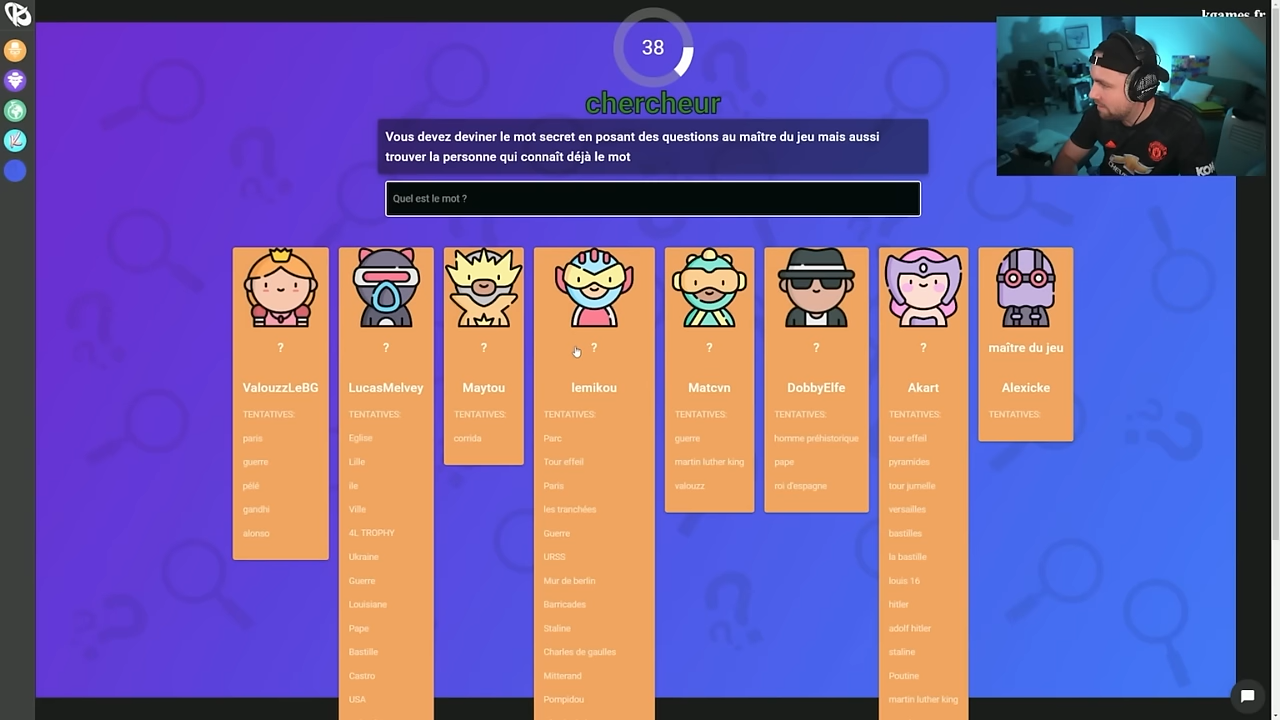 kgames.fr
38
chercheur
Vous devez deviner le mot secret en posant des questions au maître du jeu mais aussi
trouver la personne qui connaît déjà le mot
Quel est le mot ?
?
ValouzzLeBG
TENTATIVES:
paris
guerre
pélé
gandhi
alonso
?
LucasMelvey
TENTATIVES:
Eglise
Lille
ile
Ville
4L TROPHY
Ukraine
Guerre
Louisiane
Pape
Bastille
Castro
USA
?
Maytou
TENTATIVES:
corrida
?
lemikou
TENTATIVES:
Parc
Tour effeil
Paris
les tranchées
Guerre
URSS
Mur de berlin
Barricades
Staline
Charles de gaulles
Mitterand
Pompidou
?
Matcvn
TENTATIVES:
guerre
martin luther king
valouzz
?
DobbyElfe
TENTATIVES:
homme préhistorique
pape
roi d'espagne
?
Akart
TENTATIVES:
tour effeil
pyramides
tour jumelle
versailles
bastilles
la bastille
louis 16
hitler
adolf hitler
staline
Poutine
martin luther king
maître du jeu
Alexicke
TENTATIVES: